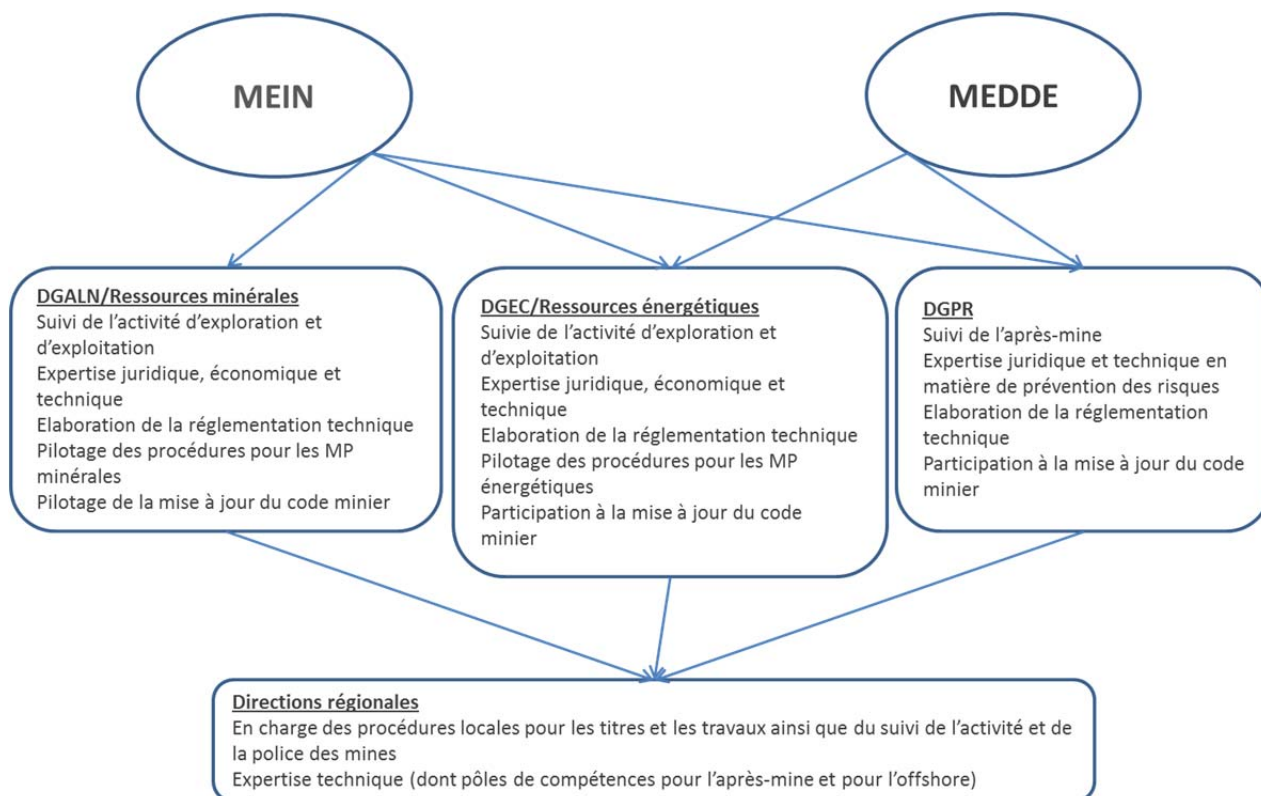 MEIN
MEDDE
DGALN/Ressources minérales
Suivi de l'activité d'exploration et
d'exploitation
Expertise juridique, économique et
technique
Elaboration de la réglementation technique
Pilotage des procédures pour les MP
minérales
Pilotage de la mise à jour du code minier
DGEC/Ressources énergétiques
Suivie de l'activité d'exploration et
d'exploitation
Expertise juridique, économique et
technique
Elaboration de la réglementation technique
Pilotage des procédures pour les MP
énergétiques
Participation à la mise à jour du code
minier
DGPR
Suivi de l'après-mine
Expertise juridique et technique en
matière de prévention des risques
Elaboration de la réglementation
technique
Participation à la mise à jour du code
minier
Directions régionales
En charge des procédures locales pour les titres et les travaux ainsi que du suivi de l'activité et de
la police des mines
Expertise technique (dont pôles de compétences pour l'après-mine et pour l'offshore)